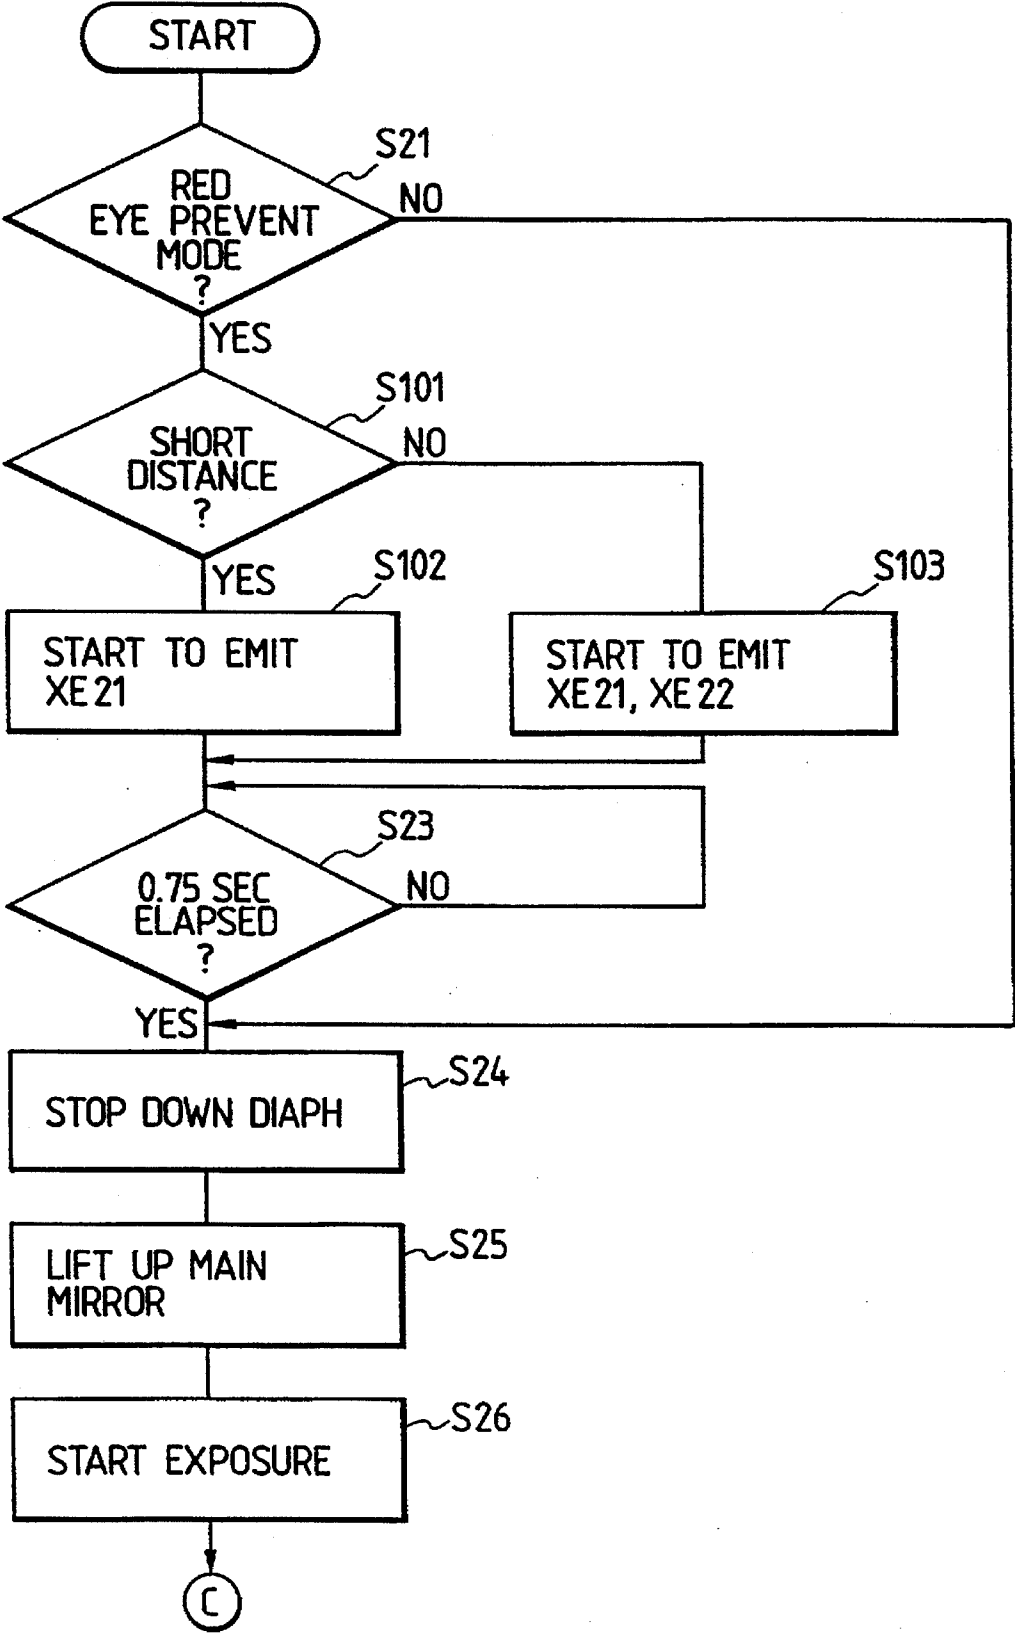 START
S21
RED
EYE PREVENT
MODE
?
NO
YES
S101
SHORT
DISTANCE
?
NO
YES
S102
START TO EMIT
XE21
S103
START TO EMIT
XE21, XE22
S23
0.75 SEC
ELAPSED
?
NO
YES
S24
STOP DOWN DIAPH
S25
LIFT UP MAIN
MIRROR
S26
START EXPOSURE
C